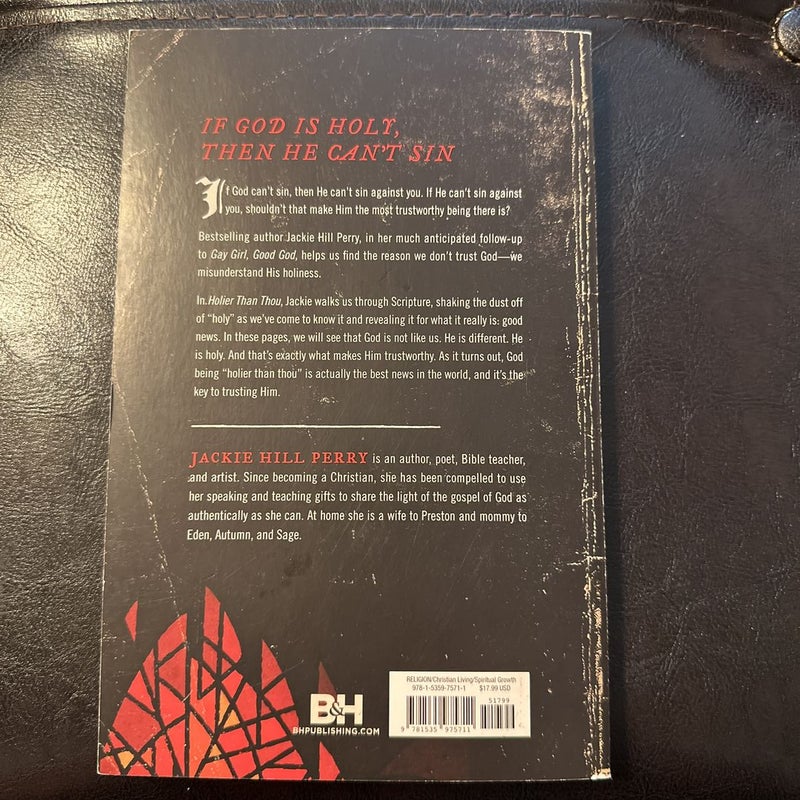 IF GOD IS HOLY,
THEN HE CAN'T SIN
If God can't sin, then He can't sin against you. If He can't sin against
you, shouldn't that make Him the most trustworthy being there is?
Bestselling author Jackie Hill Perry, in her much anticipated follow-up
to Gay Girl, Good God, helps us find the reason we don't trust God—we
misunderstand His holiness.
In Holier Than Thou, Jackie walks us through Scripture, shaking the dust off
of “holy” as we've come to know it and revealing it for what it really is: good
news. In these pages, we will see that God is not like us. He is different. He
is holy. And that's exactly what makes Him trustworthy. As it turns out, God
being “holier than thou” is actually the best news in the world, and it's the
key to trusting Him.
JACKIE HILL PERRY is an author, poet, Bible teacher,
and artist. Since becoming a Christian, she has been compelled to use
her speaking and teaching gifts to share the light of the gospel of God as
authentically as she can. At home she is a wife to Preston and mommy to
Eden, Autumn, and Sage.
B&H
BHPUBLISHING.COM
RELIGION/Christian Living/Spiritual Growth
978-1-5359-7571-1 $17.99 USD
51799
9 781535 975711